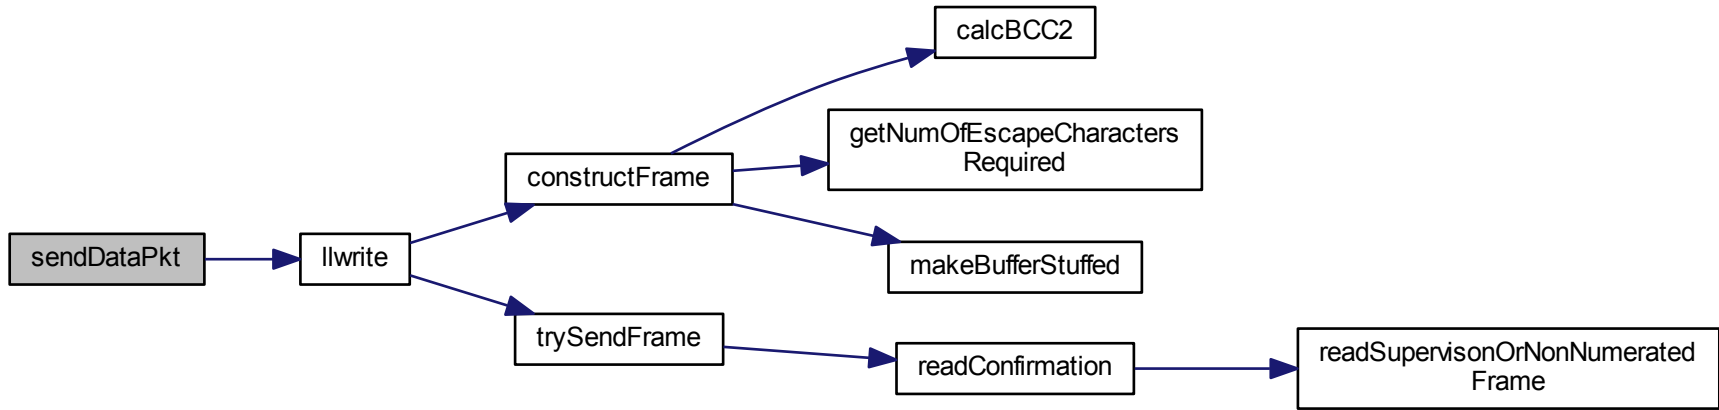 calcBCC2
getNumOfEscapeCharacters
Required
constructFrame
sendDataPkt
llwrite
makeBufferStuffed
trySendFrame
readConfirmation
readSupervisonOrNonNumerated
Frame